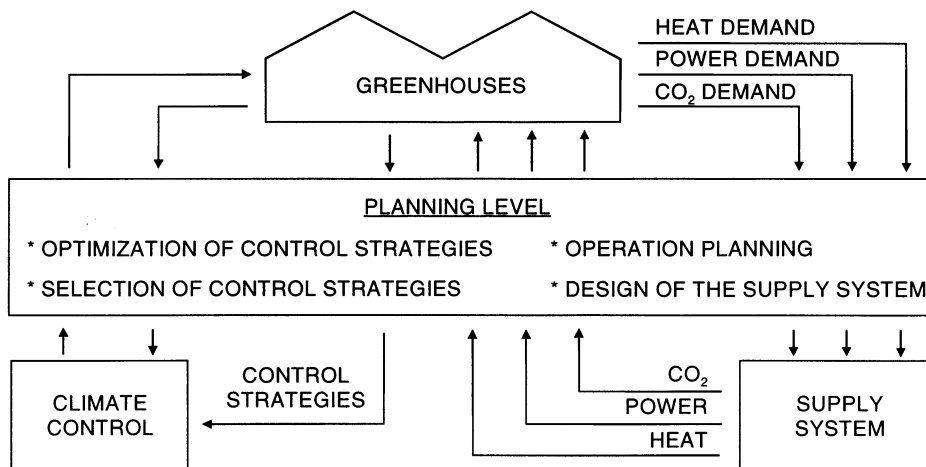 HEAT DEMAND
POWER DEMAND
CO₂ DEMAND
GREENHOUSES
PLANNING LEVEL
* OPTIMIZATION OF CONTROL STRATEGIES
* OPERATION PLANNING
* SELECTION OF CONTROL STRATEGIES
* DESIGN OF THE SUPPLY SYSTEM
CLIMATE
CONTROL
CONTROL
STRATEGIES
CO₂
POWER
HEAT
SUPPLY
SYSTEM